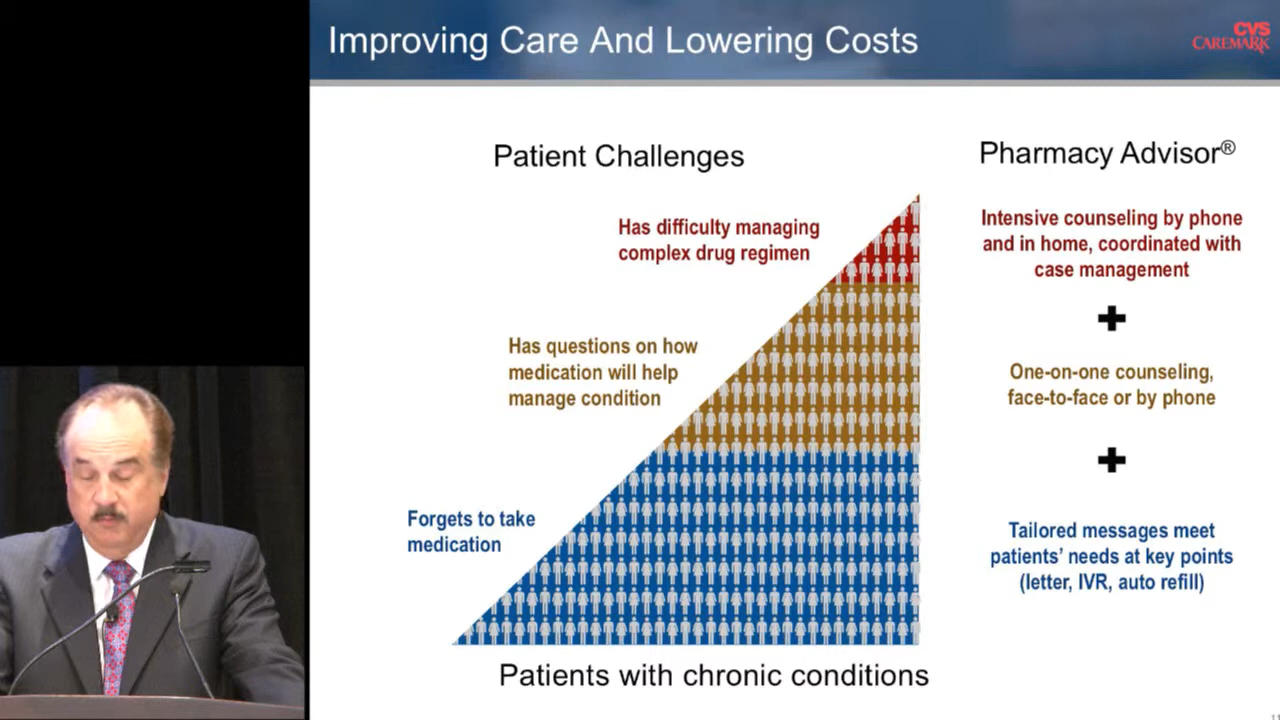 Improving Care And Lowering Costs
CVS
CAREMARK
Patient Challenges
Pharmacy Advisor®
Has difficulty managing
complex drug regimen
Intensive counseling by phone
and in home, coordinated with
case management
+
Has questions on how
medication will help
manage condition
One-on-one counseling,
face-to-face or by phone
+
Forgets to take
medication
Tailored messages meet
patients' needs at key points
(letter, IVR, auto refill)
Patients with chronic conditions